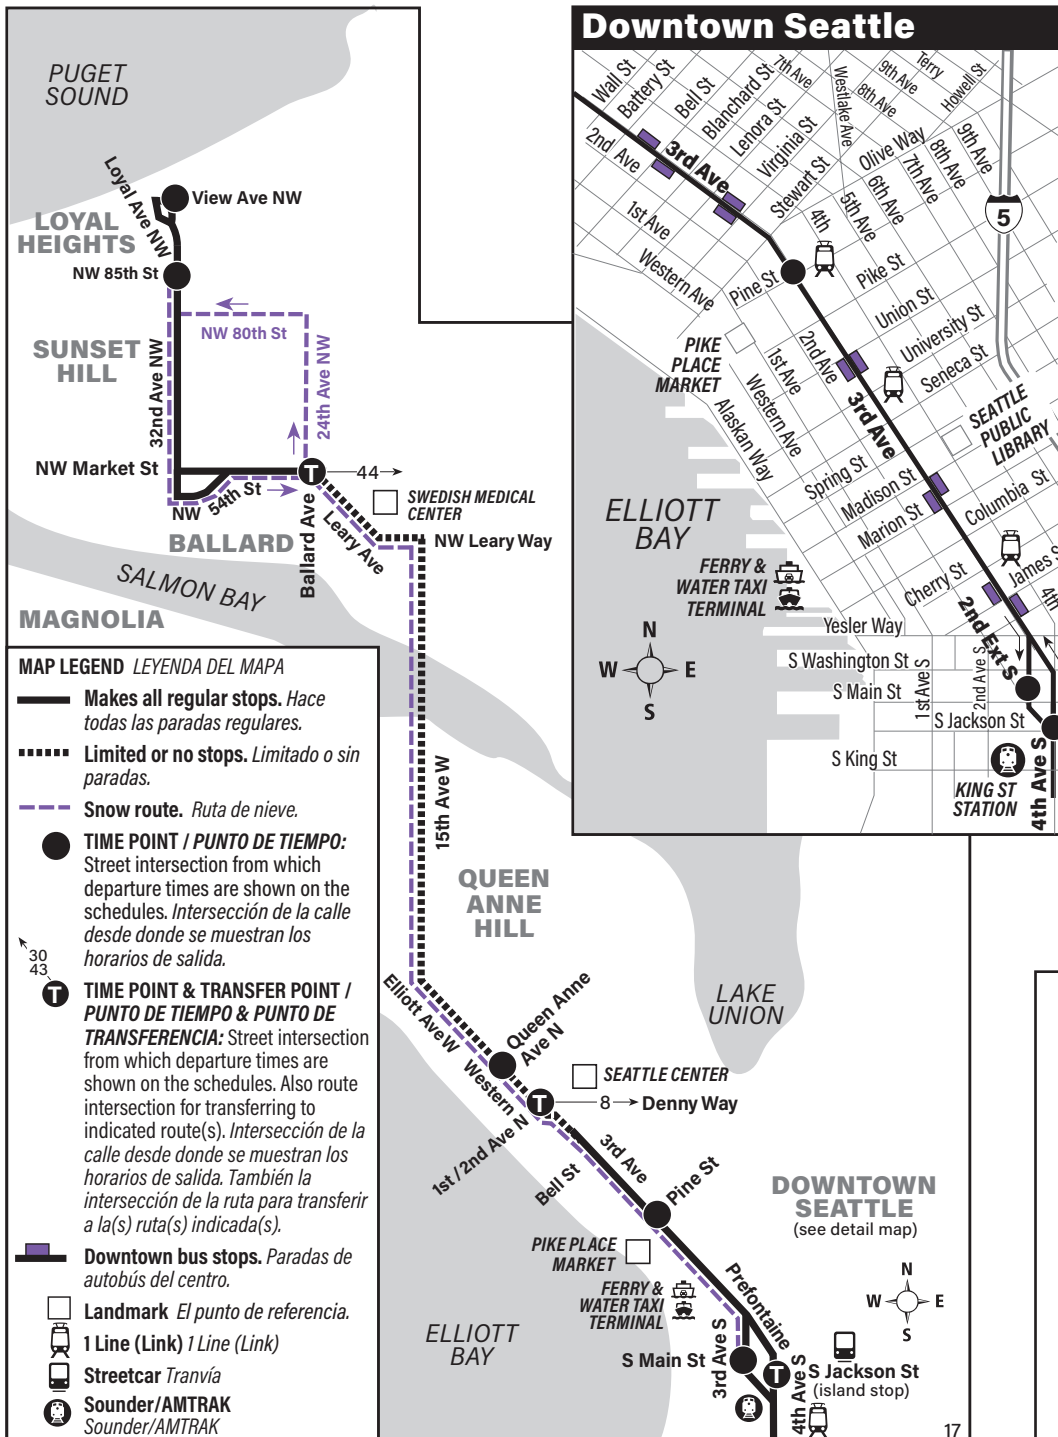 PUGET
SOUND
Loyal Ave NW
View Ave NW
LOYAL
HEIGHTS
NW 85th St
NW 80th St
SUNSET
HILL
32nd Ave NW
24th Ave NW
NW Market St
T
44
NW
54th St
SWEDISH MEDICAL
CENTER
BALLARD
Ballard Ave
Leary Ave
NW Leary Way
SALMON BAY
MAGNOLIA
15th Ave W
QUEEN
ANNE
HILL
Elliott Ave W
Queen Anne
Ave N
LAKE
UNION
Western
1st / 2nd Ave N
SEATTLE CENTER
T
8
Denny Way
3rd Ave
Bell St
Pine St
DOWNTOWN
SEATTLE
(see detail map)
PIKE PLACE
MARKET
FERRY &
WATER TAXI
TERMINAL
Prefontaine
N
W E
S
ELLIOTT
BAY
S Main St
3rd Ave S
T
4th Ave S
S Jackson St
(island stop)
17
MAP LEGEND LEYENDA DEL MAPA
Makes all regular stops. Hace
todas las paradas regulares.
Limited or no stops. Limitado o sin
paradas.
Snow route. Ruta de nieve.
TIME POINT / PUNTO DE TIEMPO:
Street intersection from which
departure times are shown on the
schedules. Intersección de la calle
desde donde se muestran los
horarios de salida.
30
43
T
TIME POINT & TRANSFER POINT /
PUNTO DE TIEMPO & PUNTO DE
TRANSFERENCIA: Street intersection
from which departure times are
shown on the schedules. Also route
intersection for transferring to
indicated route(s). Intersección de la
calle desde donde se muestran los
horarios de salida. También la
intersección de la ruta para transferir
a la(s) ruta(s) indicada(s).
Downtown bus stops. Paradas de
autobús del centro.
Landmark El punto de referencia.
1 Line (Link) 1 Line (Link)
Streetcar Tranvía
Sounder/AMTRAK
Sounder/AMTRAK
Downtown Seattle
Wall St
Battery St
Bell St
Blanchard St
Lenora St
Virginia St
Stewart St
7th Ave
Westlake Ave
8th Ave
9th Ave
Terry
Howell St
Olive Way
9th Ave
8th Ave
7th Ave
6th Ave
5th Ave
4th
5
2nd Ave
3rd Ave
1st Ave
Western Ave
Pine St
Pike St
Union St
University St
Seneca St
PIKE
PLACE
MARKET
2nd Ave
1st Ave
Western Ave
Alaskan Way
3rd Ave
SEATTLE
PUBLIC
LIBRARY
Spring St
Madison St
Marion St
Columbia St
Cherry St
James S
4th
ELLIOTT
BAY
FERRY &
WATER TAXI
TERMINAL
N
W E
S
Yesler Way
S Washington St
S Main St
S Jackson St
S King St
1st Ave S
2nd Ave S
2nd Ext S
4th Ave S
KING ST
STATION